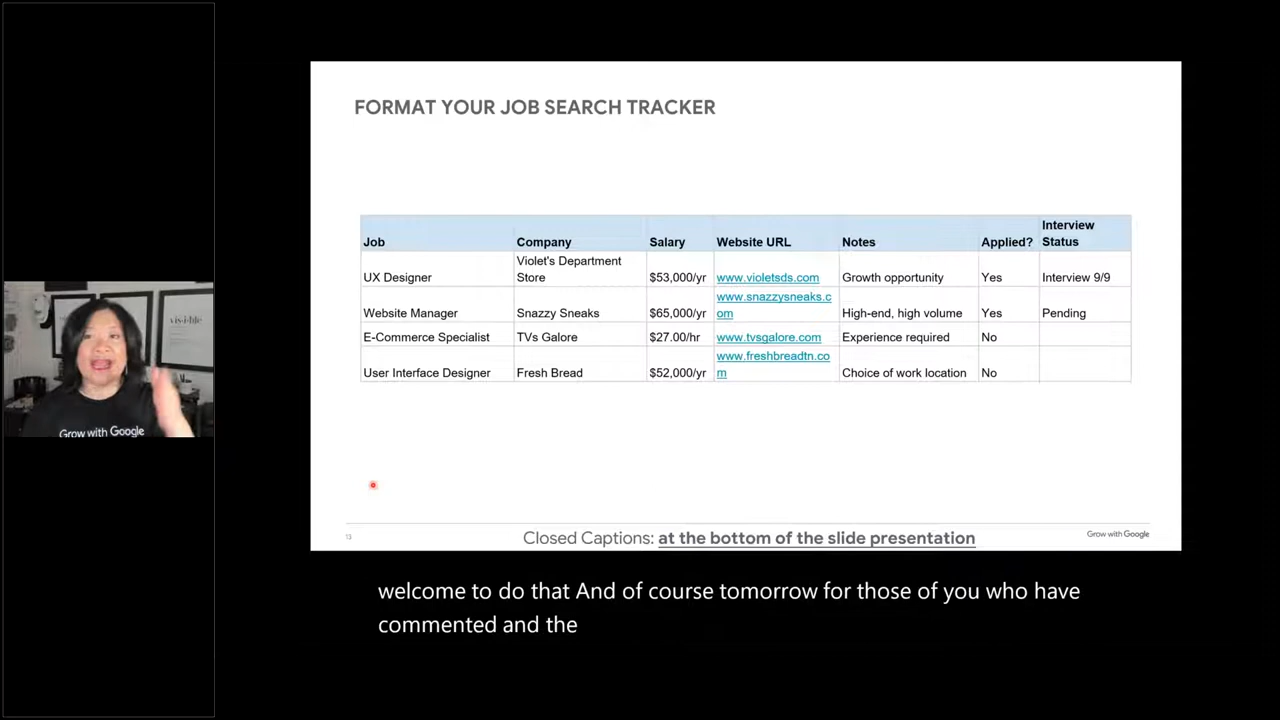 FORMAT YOUR JOB SEARCH TRACKER
Job Company Salary Website URL Notes Applied? Interview Status
UX Designer Violet's Department Store $53,000/yr www.violetsds.com Growth opportunity Yes Interview 9/9
Website Manager Snazzy Sneaks $65,000/yr www.snazzysneaks.com High-end, high volume Yes Pending
E-Commerce Specialist TVs Galore $27.00/hr www.tvsgalore.com Experience required No
User Interface Designer Fresh Bread $52,000/yr www.freshbreadtn.com Choice of work location No
visible
Grow with Google
13
Closed Captions: at the bottom of the slide presentation
Grow with Google
welcome to do that And of course tomorrow for those of you who have
commented and the